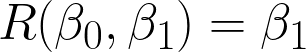 R(β₀, β₁) = β₁